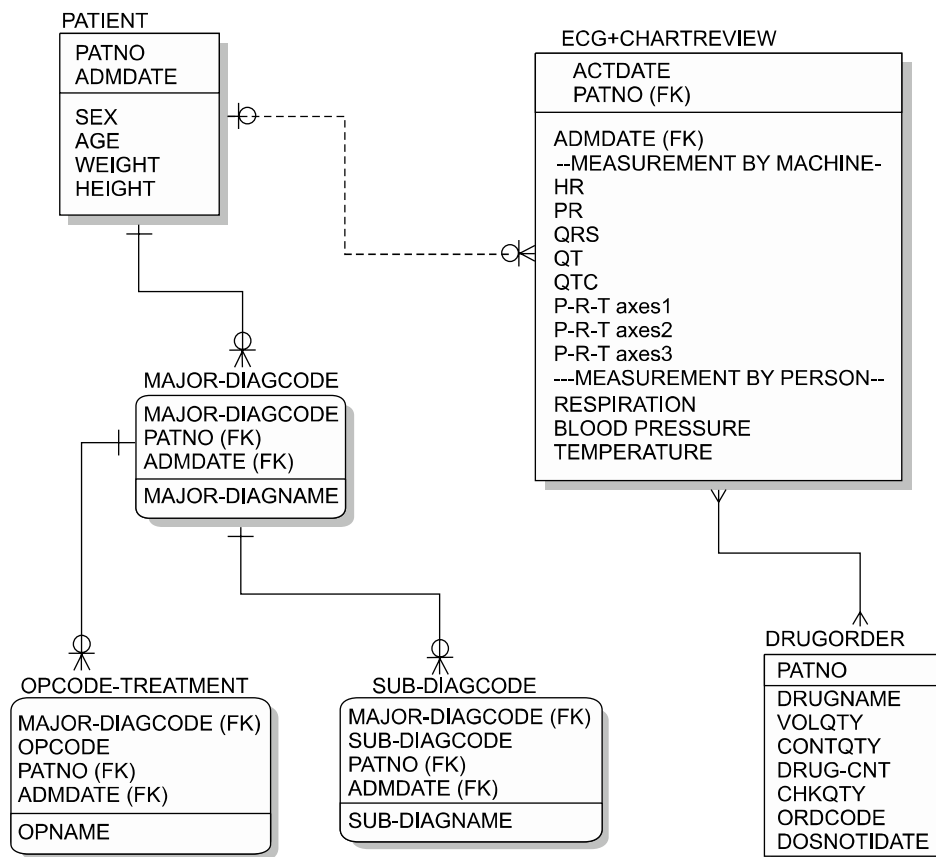 PATIENT
PATNO
ADMDATE
SEX
AGE
WEIGHT
HEIGHT
ECG+CHARTREVIEW
ACTDATE
PATNO (FK)
ADMDATE (FK)
--MEASUREMENT BY MACHINE-
HR
PR
QRS
QT
QTC
P-R-T axes1
P-R-T axes2
P-R-T axes3
---MEASUREMENT BY PERSON--
RESPIRATION
BLOOD PRESSURE
TEMPERATURE
MAJOR-DIAGCODE
MAJOR-DIAGCODE
PATNO (FK)
ADMDATE (FK)
MAJOR-DIAGNAME
OPCODE-TREATMENT
MAJOR-DIAGCODE (FK)
OPCODE
PATNO (FK)
ADMDATE (FK)
OPNAME
SUB-DIAGCODE
MAJOR-DIAGCODE (FK)
SUB-DIAGCODE
PATNO (FK)
ADMDATE (FK)
SUB-DIAGNAME
DRUGORDER
PATNO
DRUGNAME
VOLQTY
CONTQTY
DRUG-CNT
CHKQTY
ORDCODE
DOSNOTIDATE